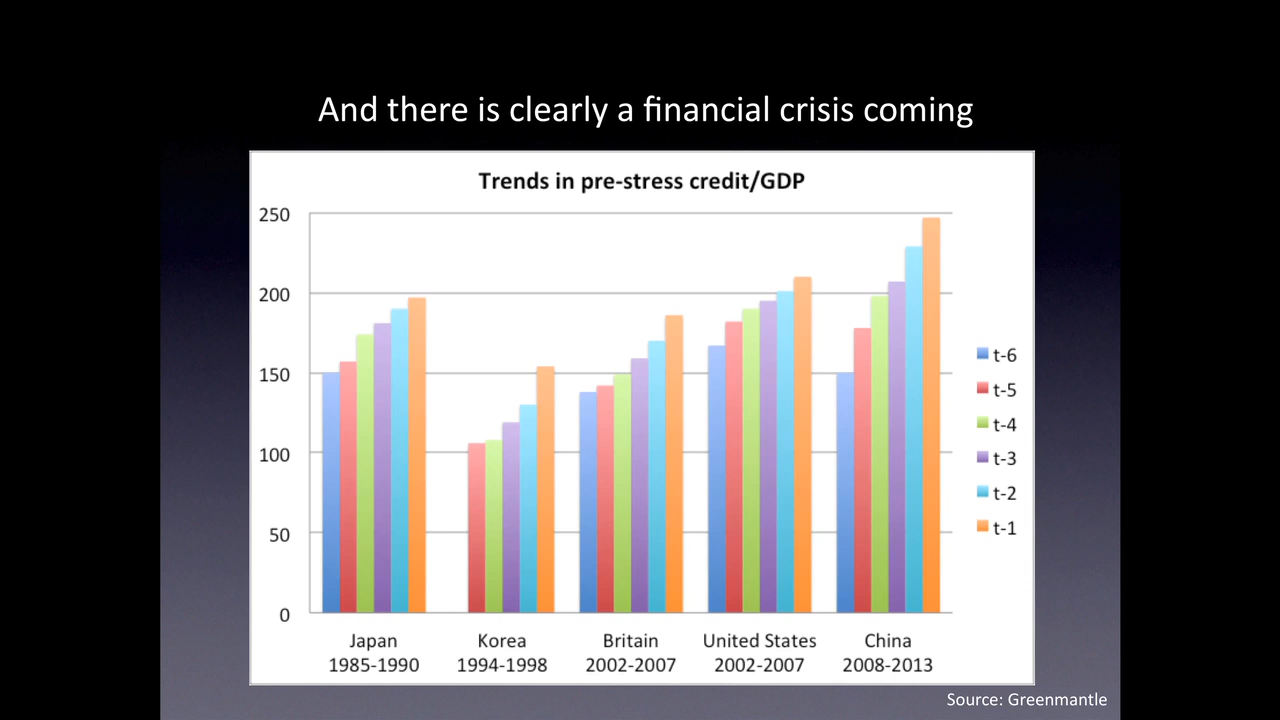 And there is clearly a financial crisis coming
Trends in pre-stress credit/GDP
250
200
150
100
50
0
Japan
1985-1990
Korea
1994-1998
Britain
2002-2007
United States
2002-2007
China
2008-2013
t-6
t-5
t-4
t-3
t-2
t-1
Source: Greenmantle